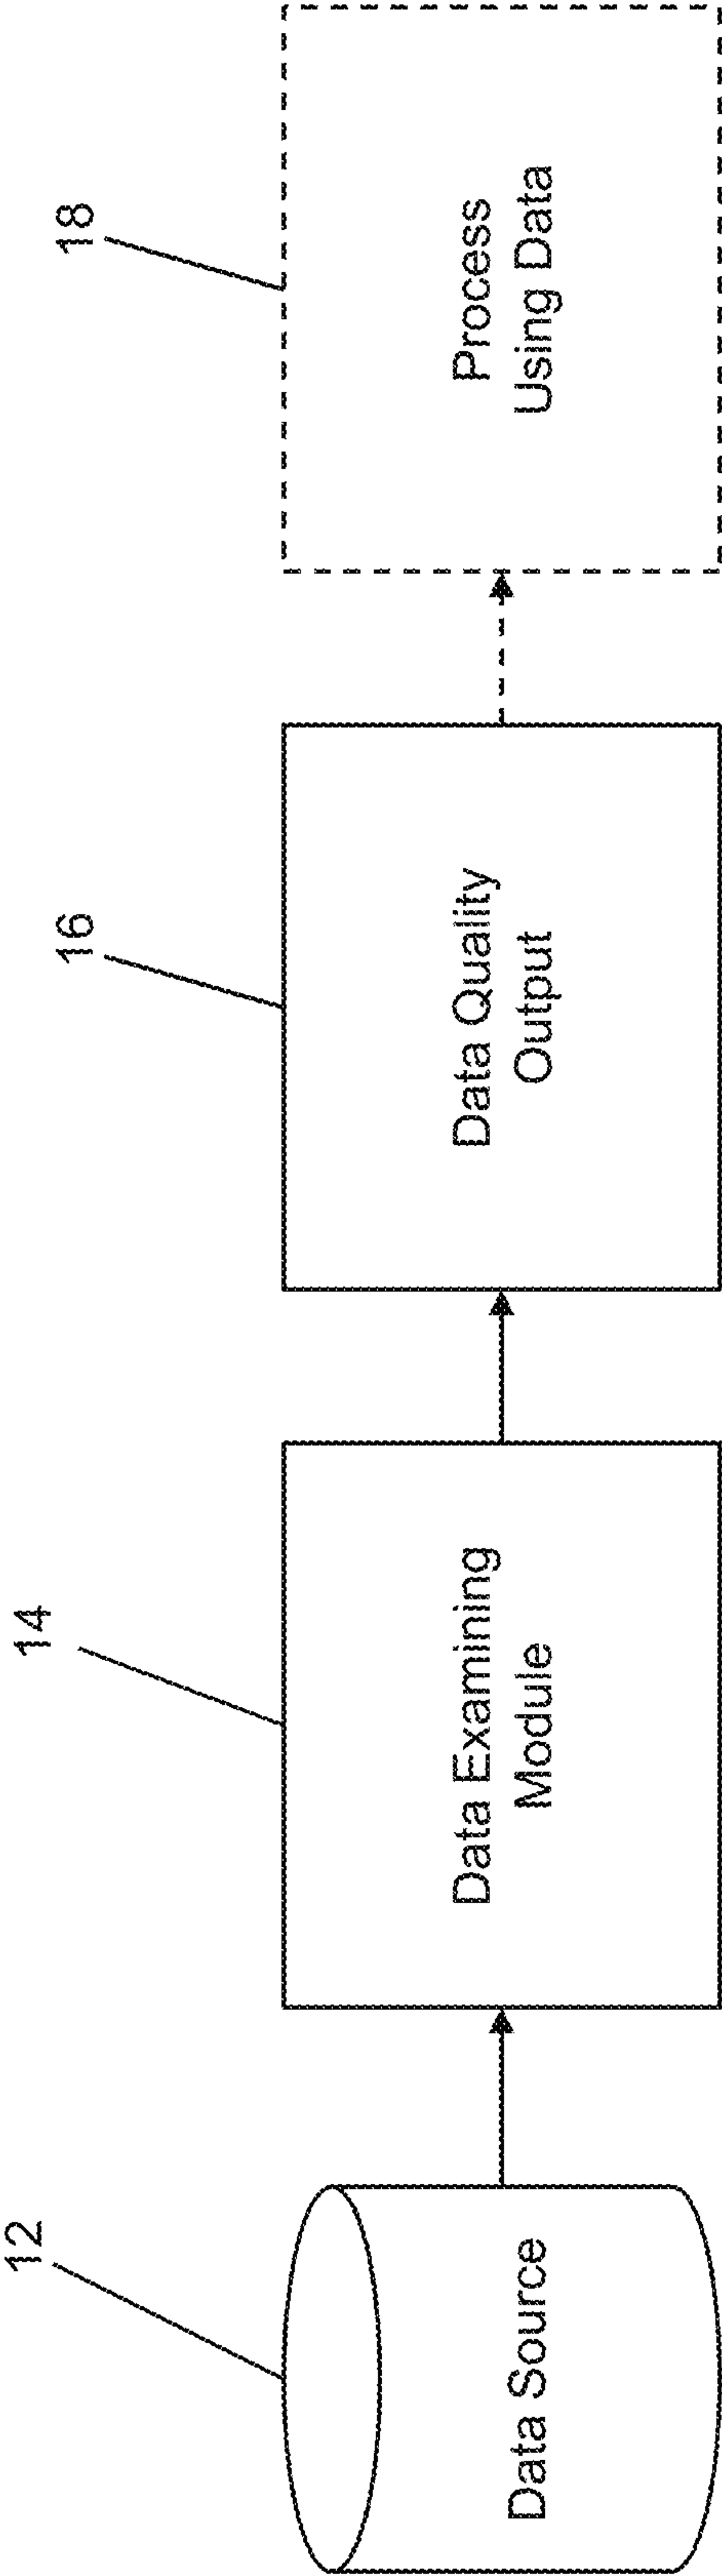 12
14
16
18
Data Source
Data Examining
Module
Data Quality
Output
Process
Using Data